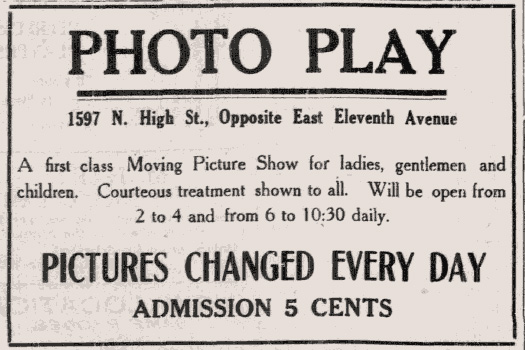 PHOTO PLAY
1597 N. High St., Opposite East Eleventh Avenue
A first class Moving Picture Show for ladies, gentlemen and
children. Courteous treatment shown to all. Will be open from
2 to 4 and from 6 to 10:30 daily.
PICTURES CHANGED EVERY DAY
ADMISSION 5 CENTS